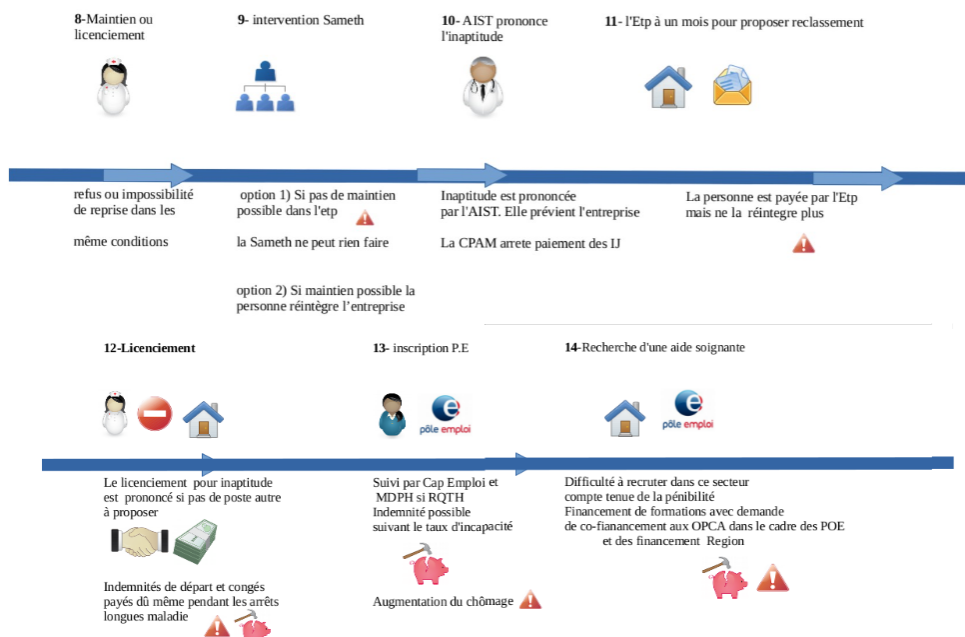 8-Maintien ou
licenciement
9- intervention Sameth
10- AIST prononce
l'inaptitude
11- l'Etp à un mois pour proposer reclassement
refus ou impossibilité
de reprise dans les
même conditions
option 1) Si pas de maintien
possible dans l'etp
la Sameth ne peut rien faire
option 2) Si maintien possible la
personne réintègre l'entreprise
Inaptitude est prononcée
par l'AIST. Elle prévient l'entreprise
La CPAM arrete paiement des IJ
La personne est payée par l'Etp
mais ne la réintegre plus
12-Licenciement
13- inscription P.E
14-Recherche d'une aide soignante
pôle emploi
pôle emploi
Le licenciement pour inaptitude
est prononcé si pas de poste autre
à proposer
Indemnités de départ et congés
payés dû même pendant les arrêts
longues maladie
Suivi par Cap Emploi et
MDPH si RQTH
Indemnité possible
suivant le taux d'incapacité
Augmentation du chômage
Difficulté à recruter dans ce secteur
compte tenue de la pénibilité
Financement de formations avec demande
de co-fianancement aux OPCA dans le cadre des POE
et des financement Region